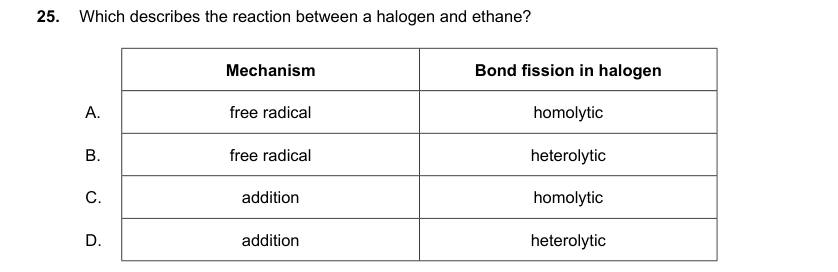 25. Which describes the reaction between a halogen and ethane?
Mechanism Bond fission in halogen
A. free radical homolytic
B. free radical heterolytic
C. addition homolytic
D. addition heterolytic